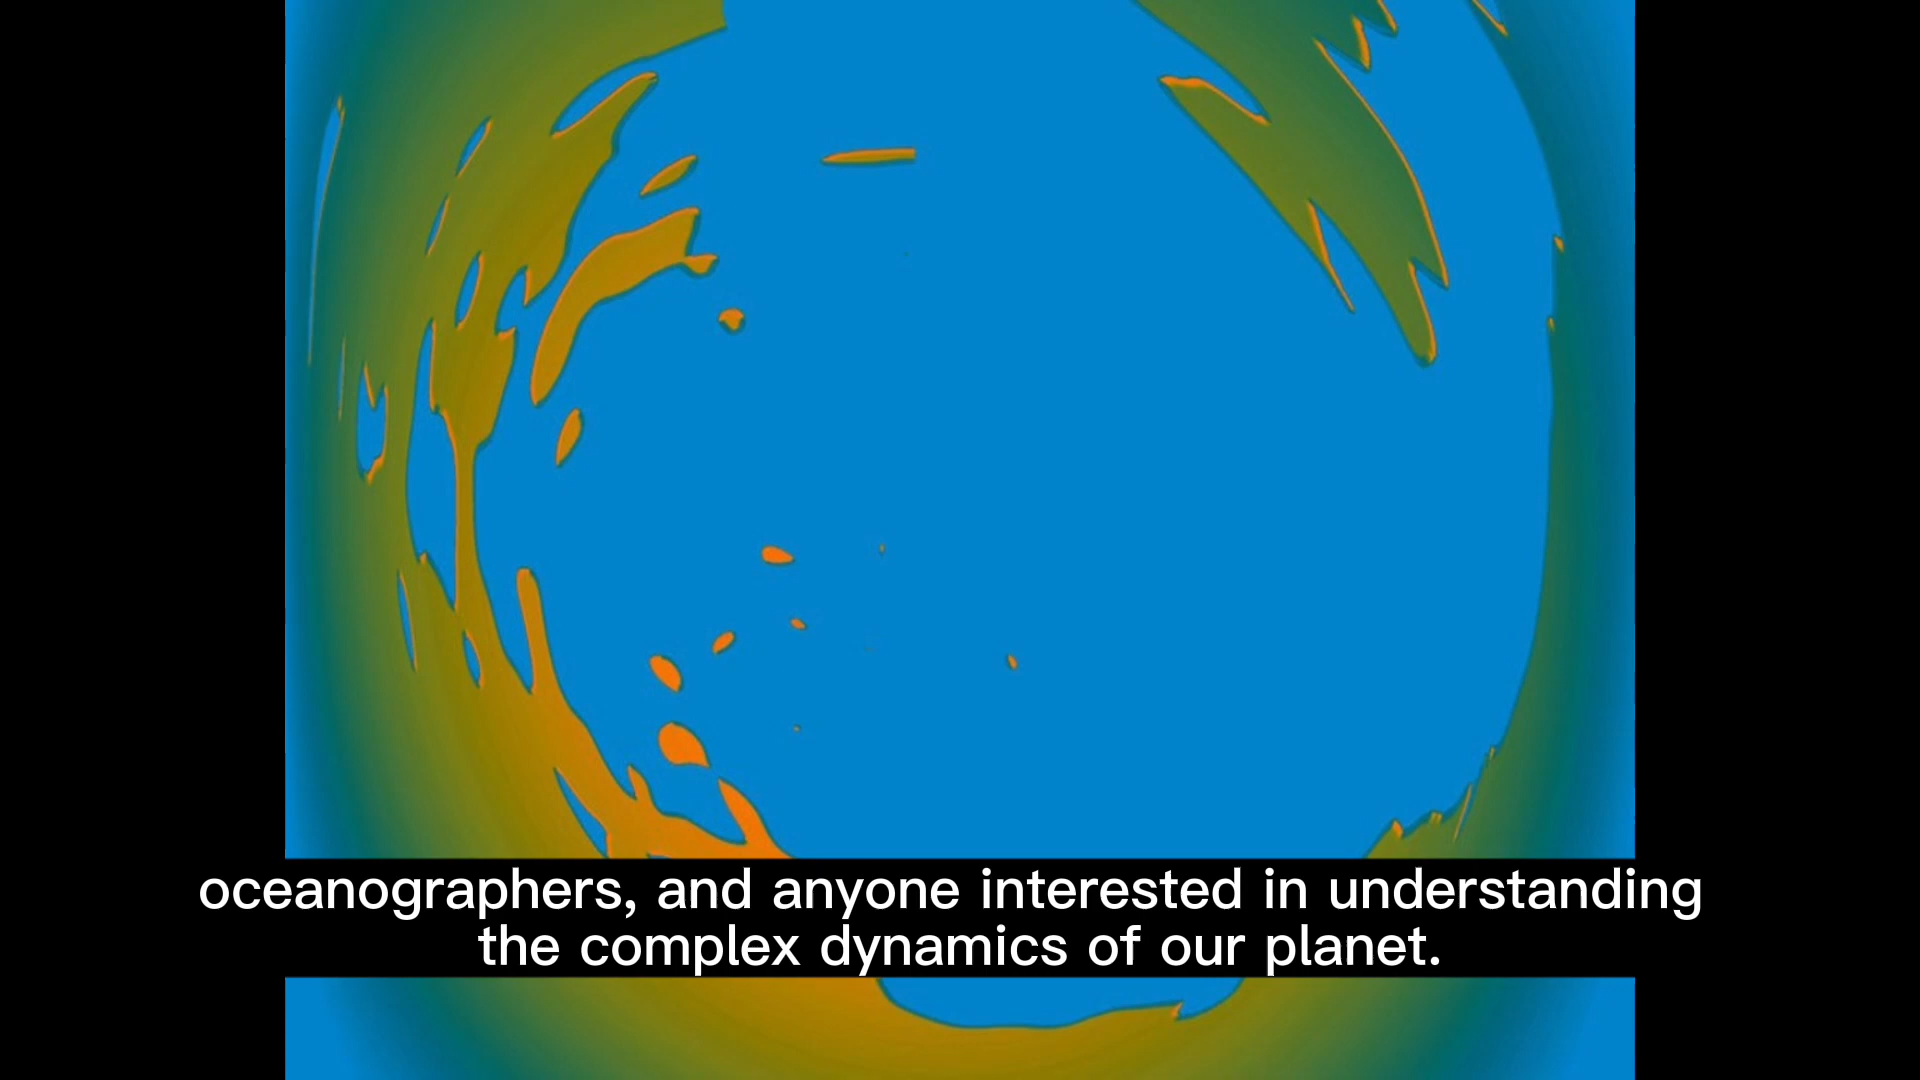 oceanographers, and anyone interested in understanding
the complex dynamics of our planet.